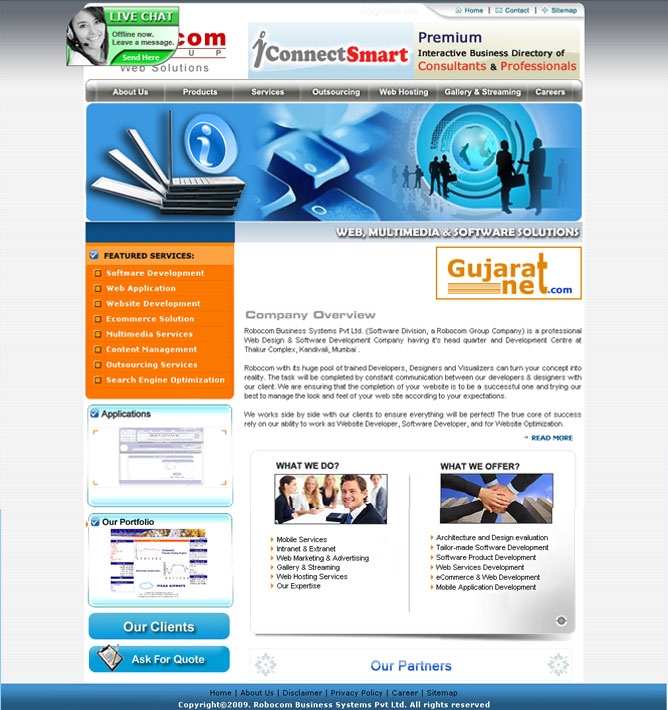 LIVE CHAT
Offline now.
Leave a message.
Send Here
com
U P
Web Solutions
Home | Contact | Sitemap
iConnectSmart
Premium
Interactive Business Directory of
Consultants & Professionals
About Us
Products
Services
Outsourcing
Web Hosting
Gallery & Streaming
Careers
WEB, MULTIMEDIA & SOFTWARE SOLUTIONS
FEATURED SERVICES:
Software Development
Web Application
Website Development
Ecommerce Solution
Multimedia Services
Content Management
Outsourcing Services
Search Engine Optimization
Gujarat
net.com
Company Overview
Robocom Business Systems Pvt Ltd. (Software Division, a Robocom Group Company) is a professional
Web Design & Software Development Company having it's head quarter and Development Centre at
Thakur Complex, Kandivali, Mumbai .
Robocom with its huge pool of trained Developers, Designers and Visualizers can turn your concept into
reality. The task will be completed by constant communication between our developers & designers with
our client. We are ensuring that the completion of your website is to be a successful one and trying our
best to manage the look and feel of your web site according to your expectations.
We works side by side with our clients to ensure everything will be perfect! The true core of success
rely on our ability to work as Website Developer, Software Developer, and for Website Optimization.
READ MORE
Applications
Our Portfolio
Our Clients
Ask For Quote
WHAT WE DO?
Mobile Services
Intranet & Extranet
Web Marketing & Advertising
Gallery & Streaming
Web Hosting Services
Our Expertise
WHAT WE OFFER?
Architecture and Design evaluation
Tailor-made Software Development
Software Product Development
Web Services Development
eCommerce & Web Development
Mobile Application Development
Our Partners
Home | About Us | Disclaimer | Privacy Policy | Career | Sitemap
Copyright©2009. Robocom Business Systems Pvt Ltd. All rights reserved